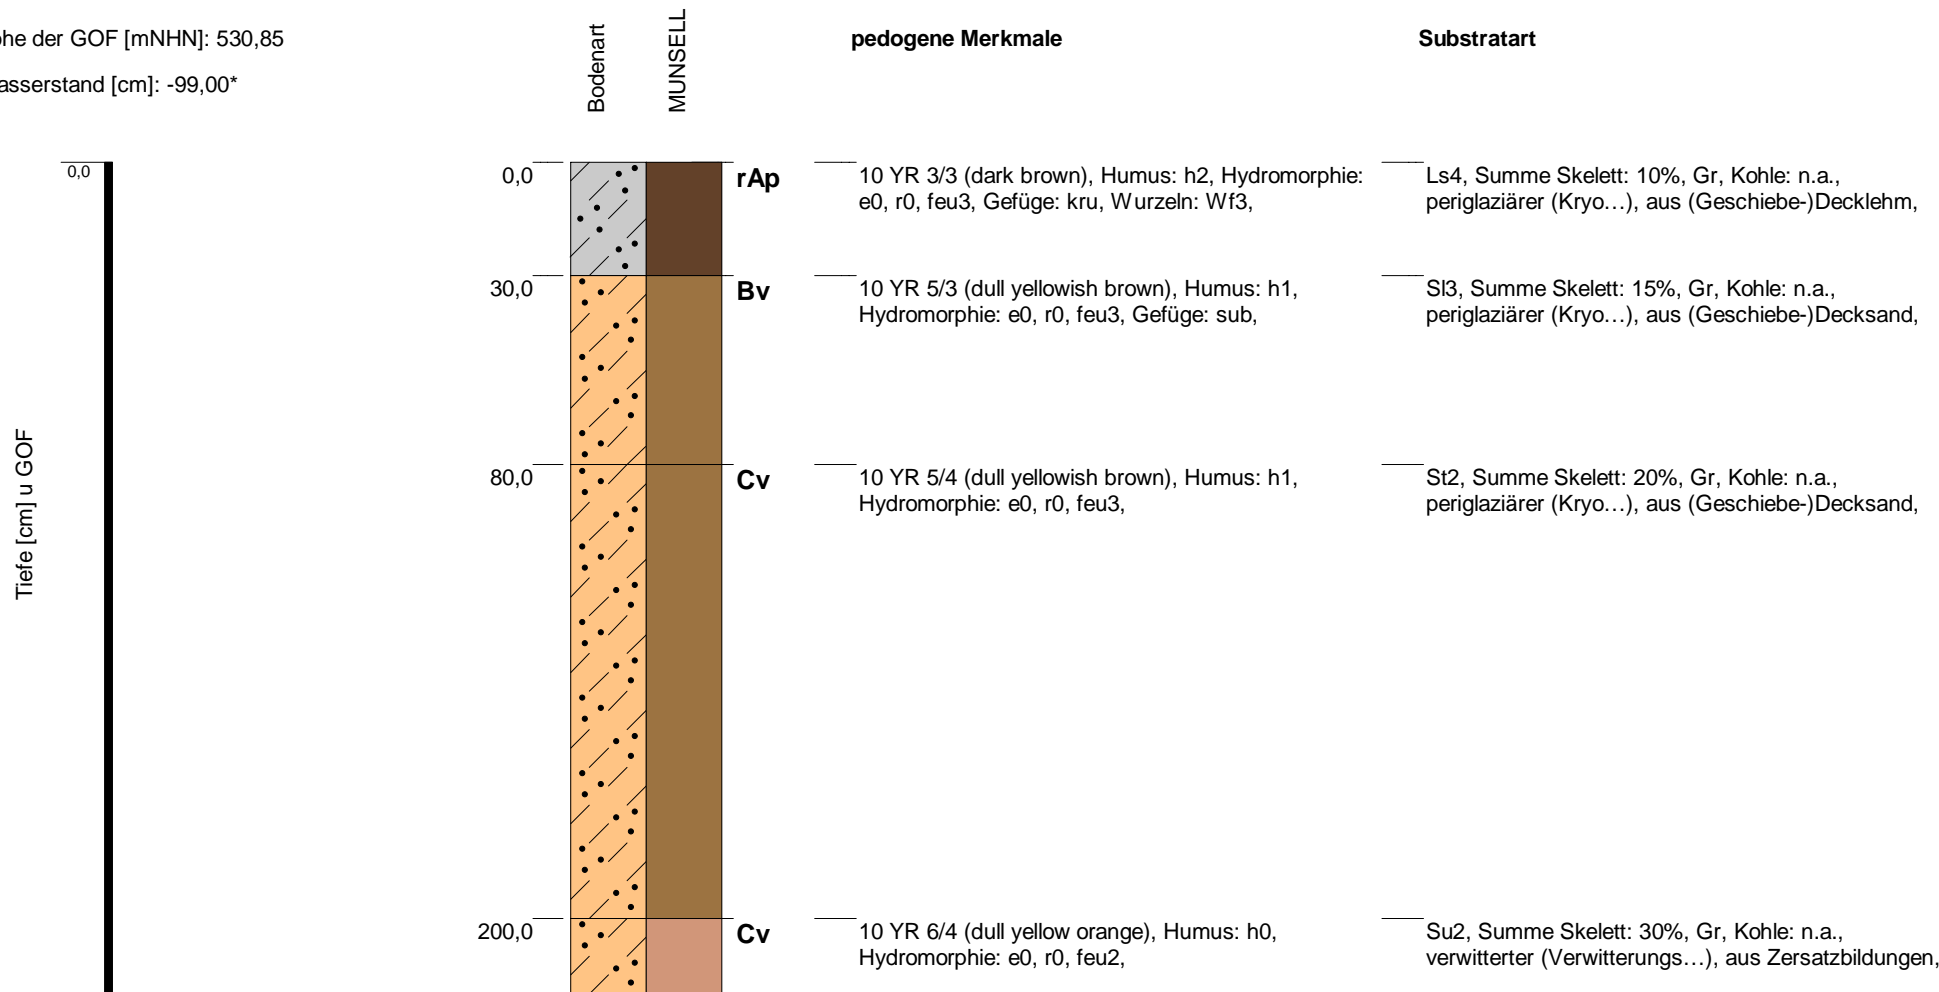 ohe der GOF [mNHN]: 530,85
asserstand [cm]: -99,00*
Bodenart
MUNSELL
pedogene Merkmale
Substratart
Tiefe [cm] u GOF
0,0
0,0
rAp
10 YR 3/3 (dark brown), Humus: h2, Hydromorphie:
e0, r0, feu3, Gefüge: kru, Wurzeln: Wf3,
Ls4, Summe Skelett: 10%, Gr, Kohle: n.a.,
periglaziärer (Kryo…), aus (Geschiebe-)Decklehm,
30,0
Bv
10 YR 5/3 (dull yellowish brown), Humus: h1,
Hydromorphie: e0, r0, feu3, Gefüge: sub,
Sl3, Summe Skelett: 15%, Gr, Kohle: n.a.,
periglaziärer (Kryo…), aus (Geschiebe-)Decksand,
80,0
Cv
10 YR 5/4 (dull yellowish brown), Humus: h1,
Hydromorphie: e0, r0, feu3,
St2, Summe Skelett: 20%, Gr, Kohle: n.a.,
periglaziärer (Kryo…), aus (Geschiebe-)Decksand,
200,0
Cv
10 YR 6/4 (dull yellow orange), Humus: h0,
Hydromorphie: e0, r0, feu2,
Su2, Summe Skelett: 30%, Gr, Kohle: n.a.,
verwitterter (Verwitterungs…), aus Zersatzbildungen,